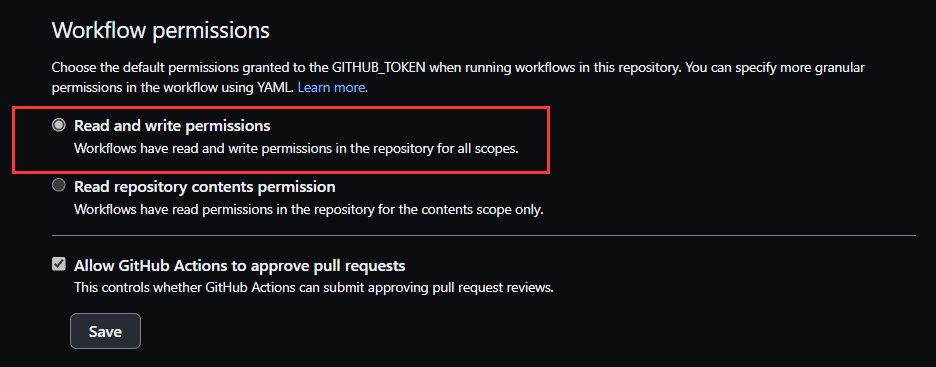 Workflow permissions
Choose the default permissions granted to the GITHUB_TOKEN when running workflows in this repository. You can specify more granular
permissions in the workflow using YAML. Learn more.
Read and write permissions
Workflows have read and write permissions in the repository for all scopes.
Read repository contents permission
Workflows have read permissions in the repository for the contents scope only.
Allow GitHub Actions to approve pull requests
This controls whether GitHub Actions can submit approving pull request reviews.
Save